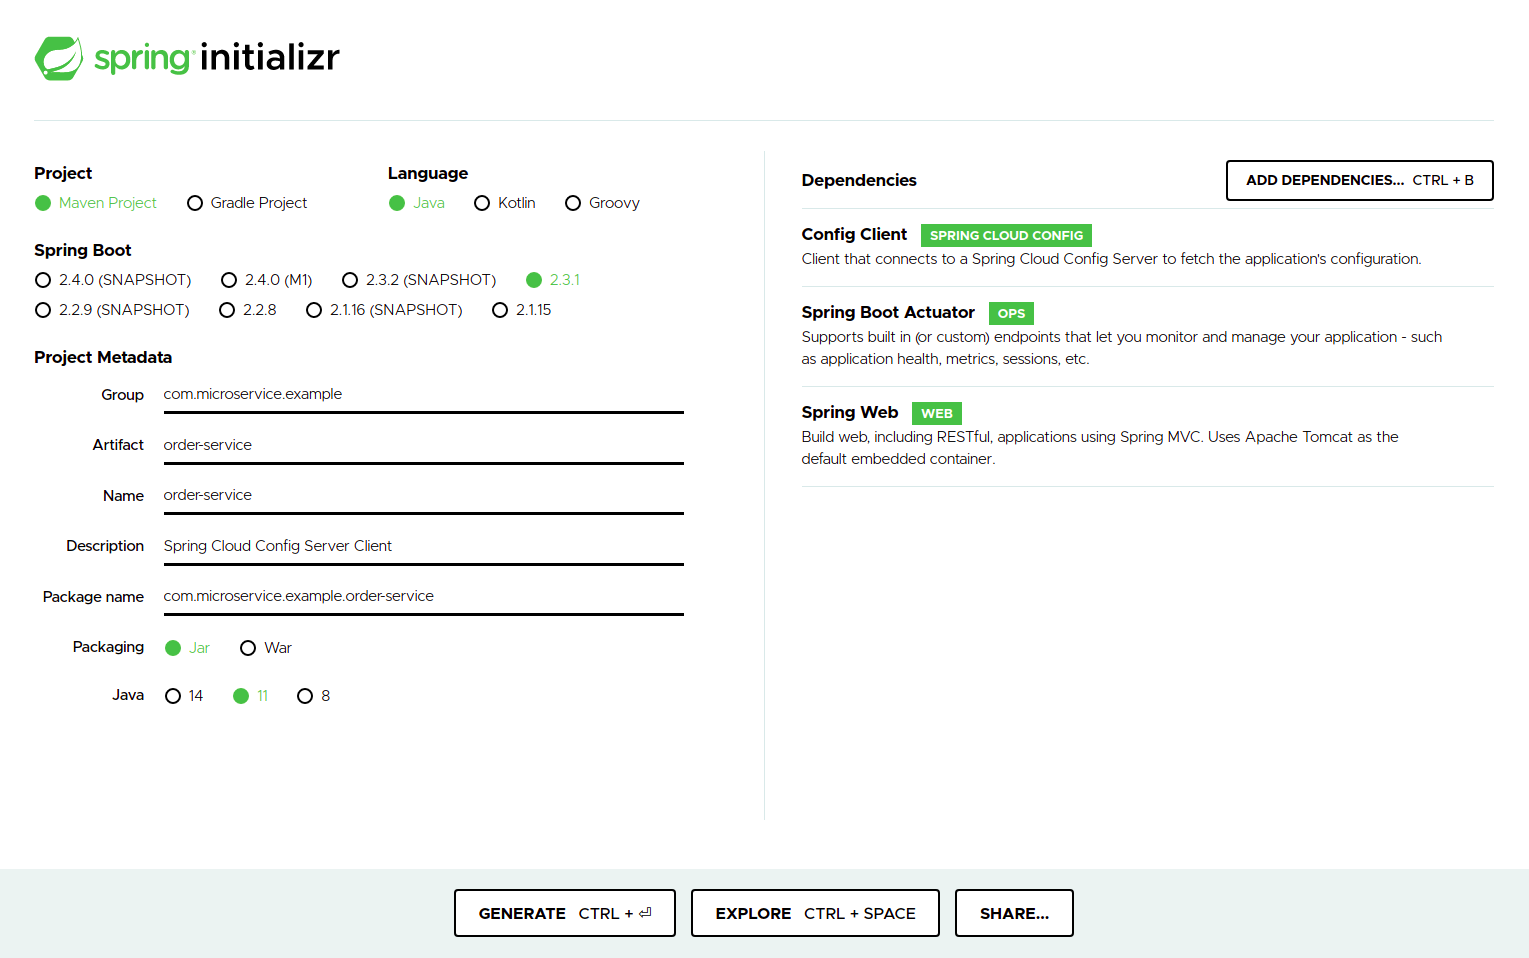 spring initializr
Project
Maven Project Gradle Project
Language
Java Kotlin Groovy
Spring Boot
2.4.0 (SNAPSHOT) 2.4.0 (M1) 2.3.2 (SNAPSHOT) 2.3.1
2.2.9 (SNAPSHOT) 2.2.8 2.1.16 (SNAPSHOT) 2.1.15
Project Metadata
Group com.microservice.example
Artifact order-service
Name order-service
Description Spring Cloud Config Server Client
Package name com.microservice.example.order-service
Packaging Jar War
Java 14 11 8
Dependencies ADD DEPENDENCIES... CTRL + B
Config Client SPRING CLOUD CONFIG
Client that connects to a Spring Cloud Config Server to fetch the application's configuration.
Spring Boot Actuator OPS
Supports built in (or custom) endpoints that let you monitor and manage your application - such
as application health, metrics, sessions, etc.
Spring Web WEB
Build web, including RESTful, applications using Spring MVC. Uses Apache Tomcat as the
default embedded container.
GENERATE CTRL + ⏎ EXPLORE CTRL + SPACE SHARE...